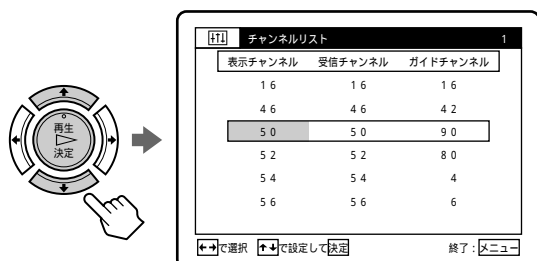 チャンネルリスト 1
表示チャンネル 受信チャンネル ガイドチャンネル
16 16 16
46 46 42
50 50 90
52 52 80
54 54 4
56 56 6
再生
決定
←→で選択 ↑↓で設定して決定 終了:メニュー